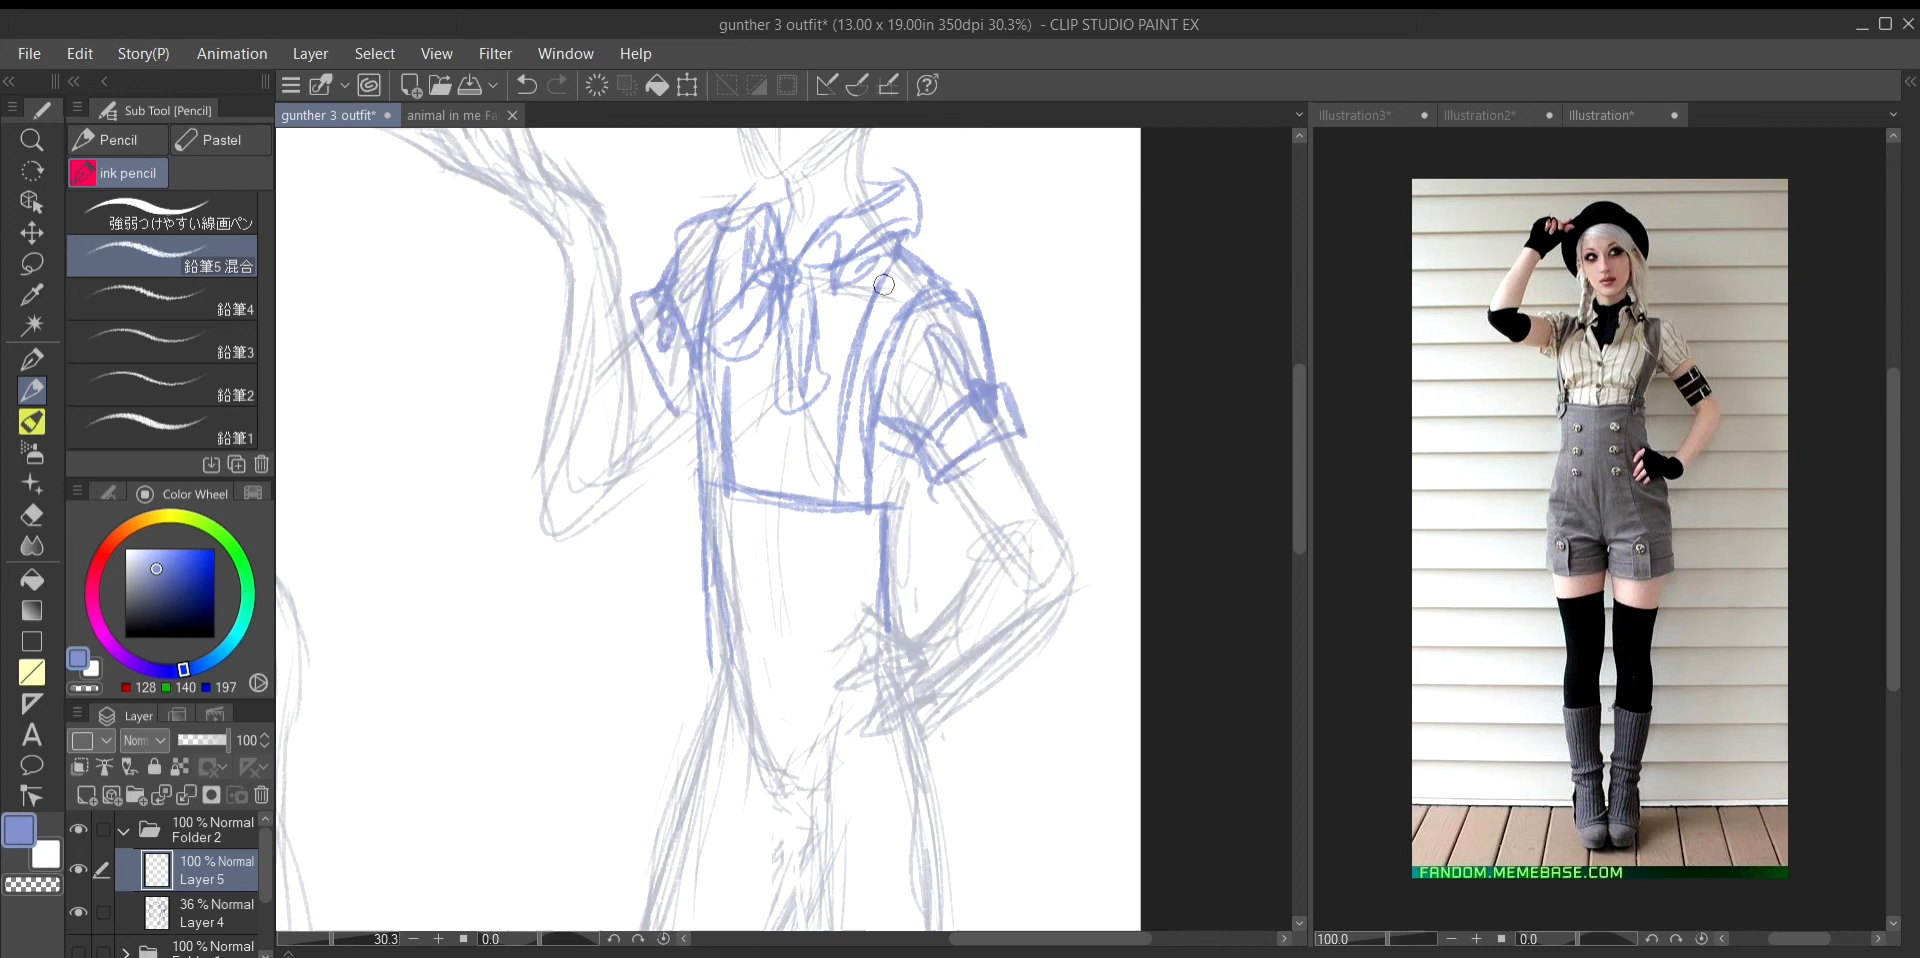 gunther 3 outfit* (13.00 x 19.00in 350dpi 30.3%) - CLIP STUDIO PAINT EX
File Edit Story(P) Animation Layer Select View Filter Window Help
Sub Tool [Pencil]
gunther 3 outfit*
animal in me Fa
Illustration3*
Illustration2*
Illustration*
Pencil
Pastel
ink pencil
強弱つけやすい線画ペン
鉛筆5 混合
鉛筆4
鉛筆3
鉛筆2
鉛筆1
Color Wheel
128 140 197
Layer
Norm 100
100 % Normal
Folder 2
100 % Normal
Layer 5
36 % Normal
Layer 4
100 % Normal
30.3 0.0
100.0 0.0
FANDOM.MEMEBASE.COM